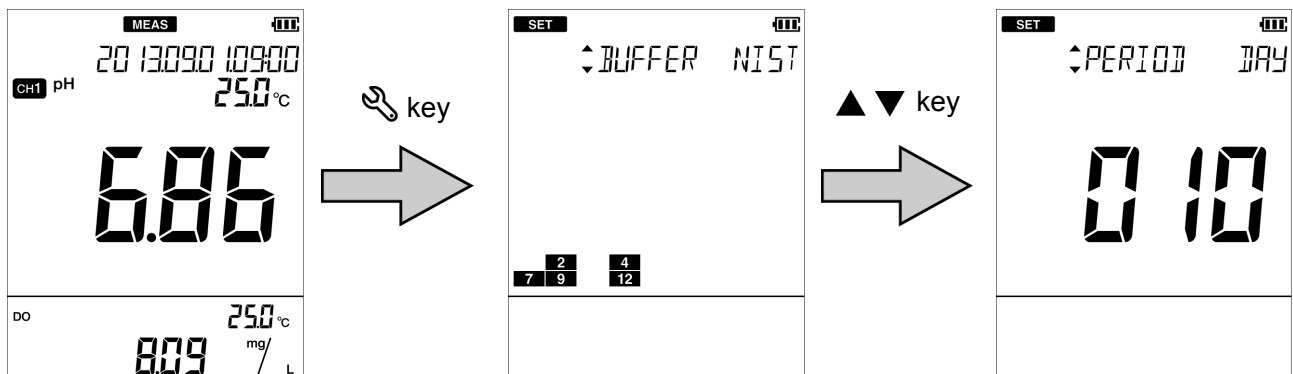 MEAS
2013.09.01.09:00
CH1 pH 25.0 °C
6.86
DO 25.0 °C
8.09 mg/L
key
SET
BUFFER NIST
2 4
7 9 12
▲ ▼ key
SET
PERIOD DAY
010